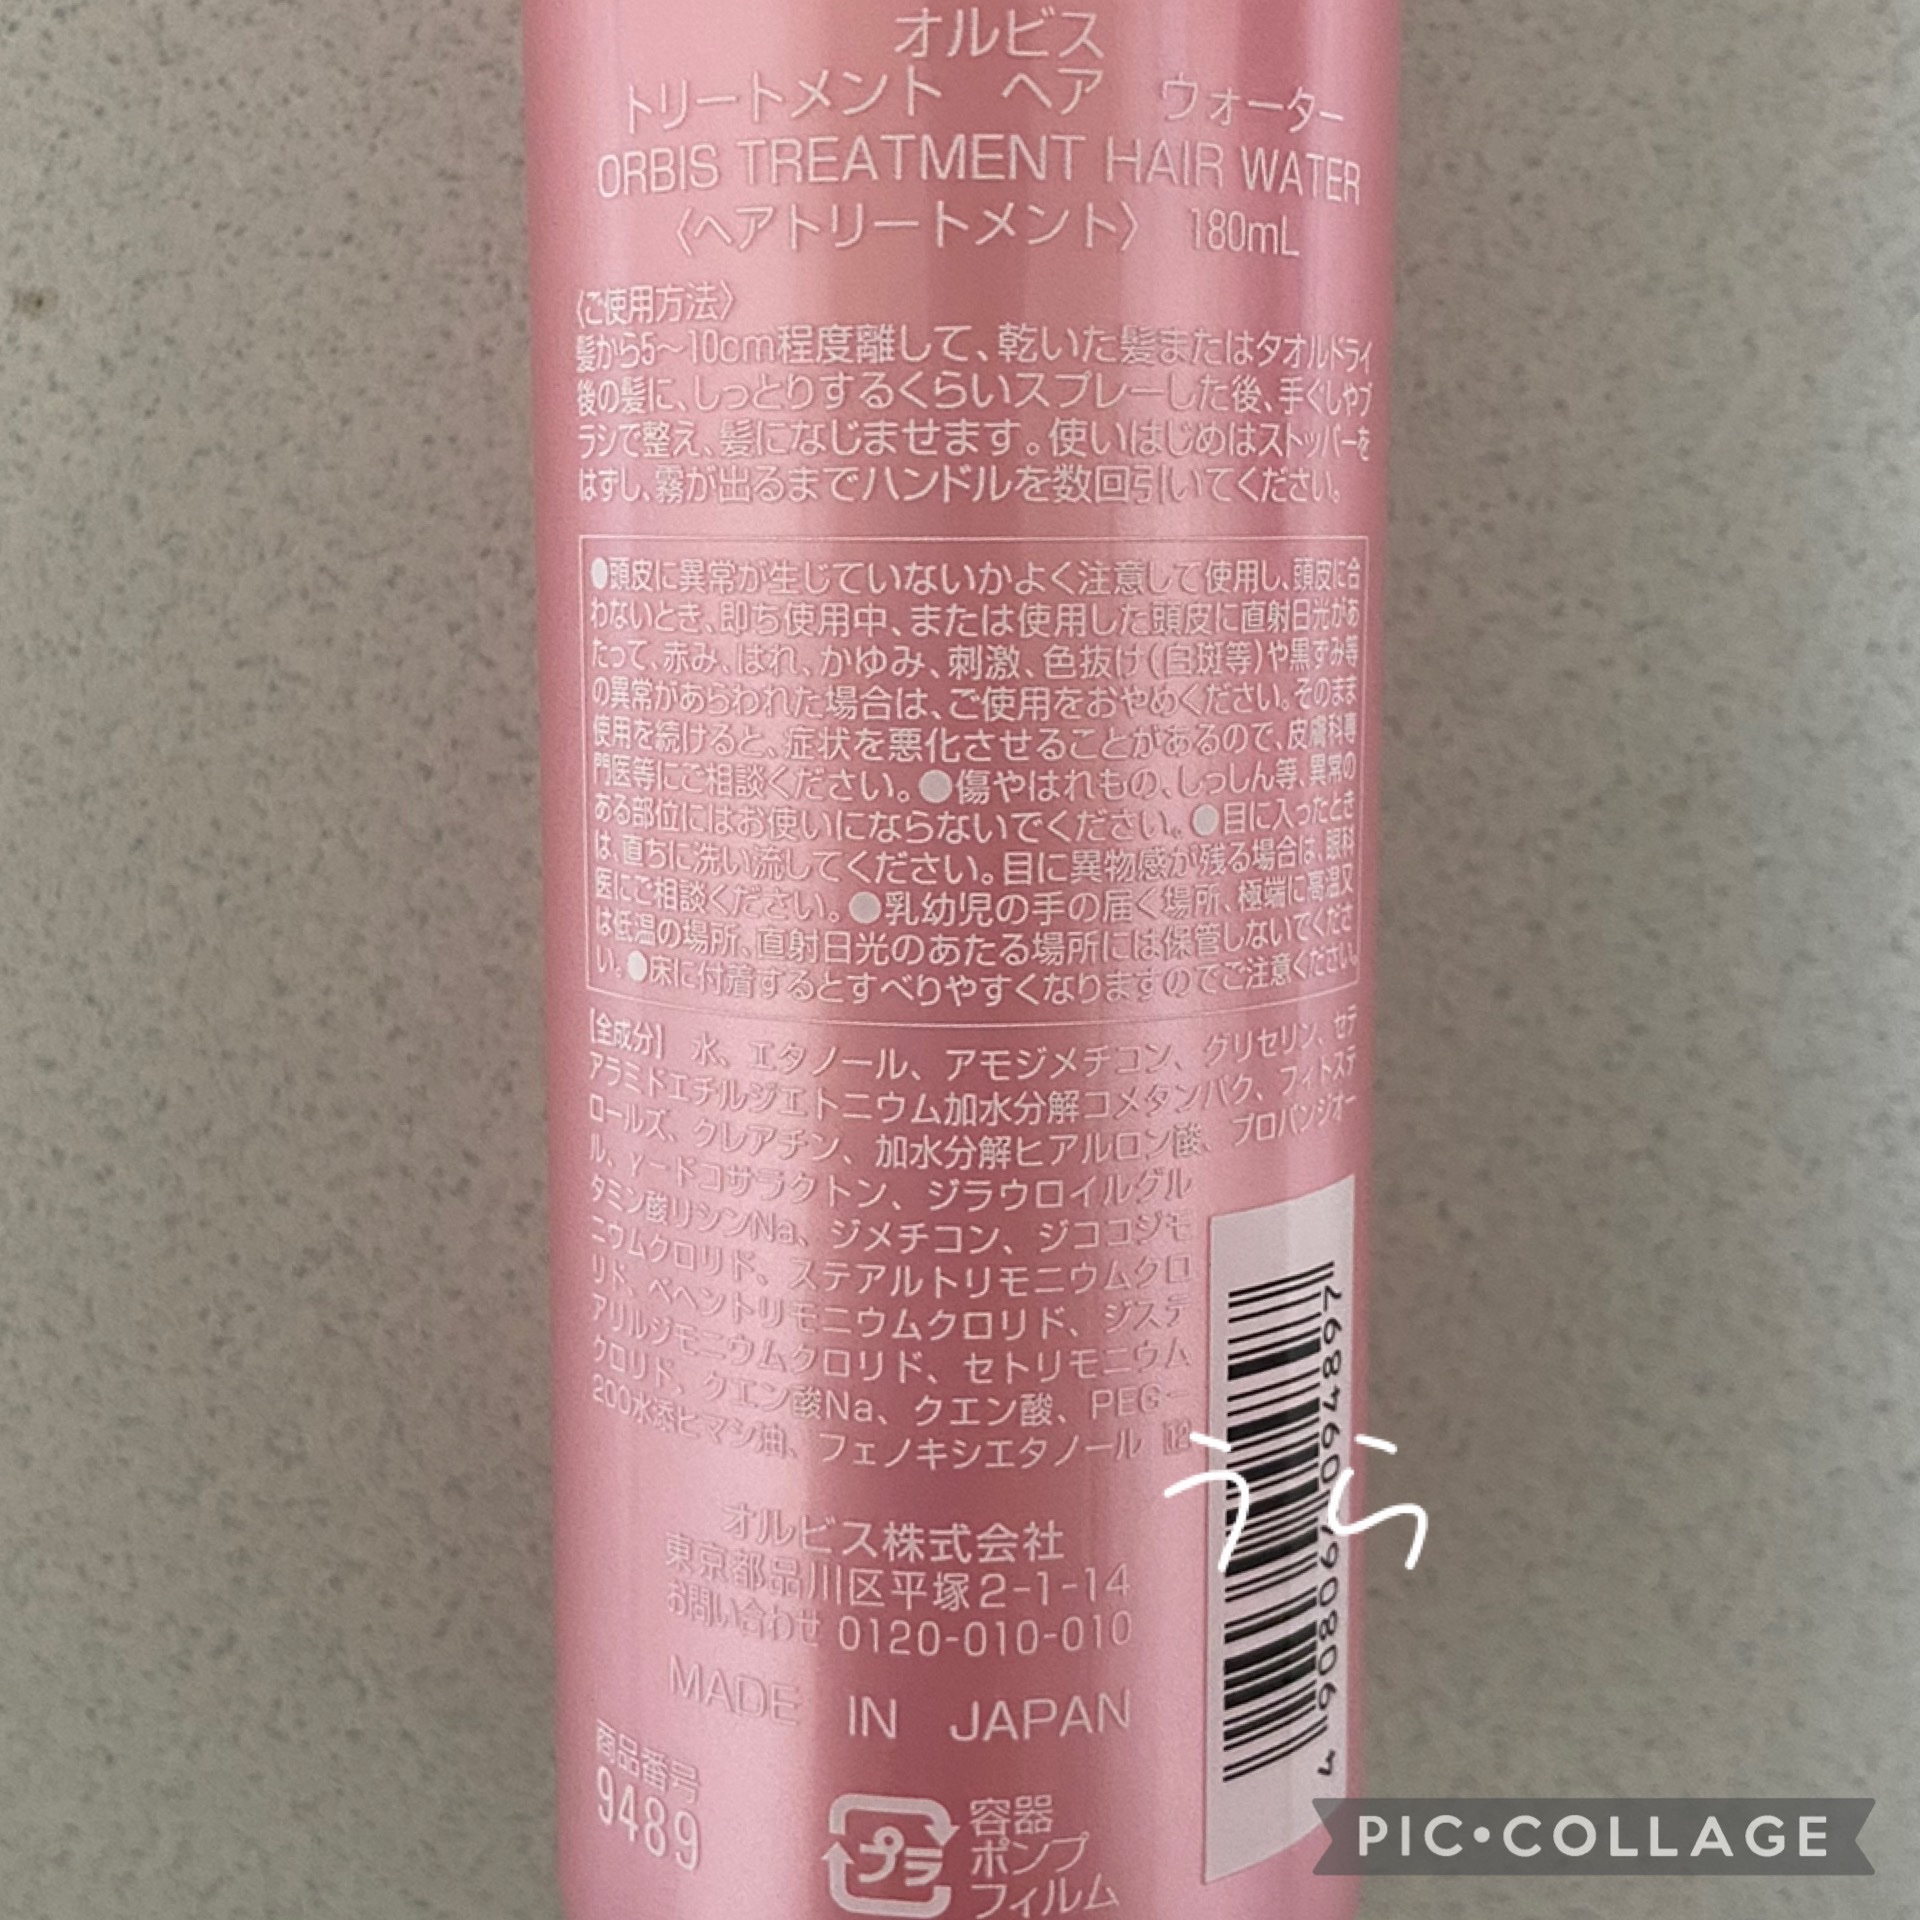 オルビス
トリートメント ヘア ウォーター
ORBIS TREATMENT HAIR WATER
〈ヘアトリートメント〉 180mL
〈ご使用方法〉
髪から5～10cm程度離して、乾いた髪またはタオルドライ
後の髪に、しっとりするくらいスプレーした後、手ぐしやブ
ラシで整え、髪になじませます。使いはじめはストッパーを
はずし、霧が出るまでハンドルを数回引いてください。
●頭皮に異常が生じていないかよく注意して使用し、頭皮に合
わないとき、即ち使用中、または使用した頭皮に直射日光があ
たって、赤み、はれ、かゆみ、刺激、色抜け(白斑等)や黒ずみ等
の異常があらわれた場合は、ご使用をおやめください。そのまま
使用を続けると、症状を悪化させることがあるので、皮膚科専
門医等にご相談ください。●傷やはれもの、しっしん等、異常の
ある部位にはお使いにならないでください。●目に入ったとき
は、直ちに洗い流してください。目に異物感が残る場合は、眼科
医にご相談ください。●乳幼児の手の届く場所、極端に高温又
は低温の場所、直射日光のあたる場所には保管しないでくださ
い。●床に付着するとすべりやすくなりますのでご注意ください。
【全成分】 水、エタノール、アモジメチコン、グリセリン、セテ
アラミドエチルジエトニウム加水分解コメタンパク、フィトステ
ロールズ、クレアチン、加水分解ヒアルロン酸、プロパンジオー
ル、γ－ドコサラクトン、ジラウロイルグル
タミン酸リシンNa、ジメチコン、ジココジモ
ニウムクロリド、ステアルトリモニウムクロ
リド、ベヘントリモニウムクロリド、ジステ
アリルジモニウムクロリド、セトリモニウム
クロリド、クエン酸Na、クエン酸、PEG－
200水添ヒマシ油、フェノキシエタノール 12
うら
オルビス株式会社
東京都品川区平塚2-1-14
お問い合わせ 0120-010-010
MADE IN JAPAN
商品番号
9489
プラ
容器
ポンプ
フィルム
4 908064 094897
PIC•COLLAGE